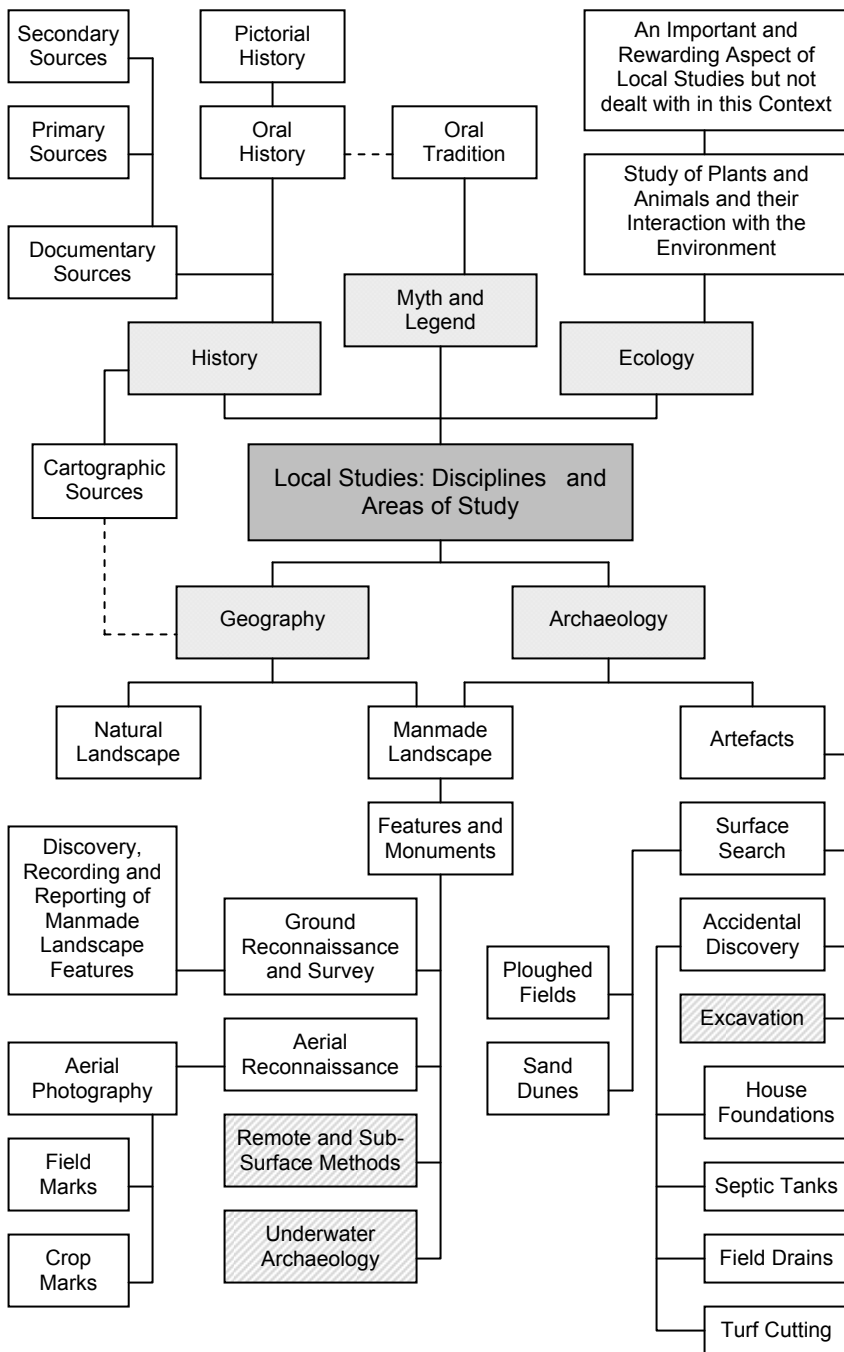 Secondary
Sources
Pictorial
History
An Important and
Rewarding Aspect of
Local Studies but not
dealt with in this Context
Primary
Sources
Oral
History
Oral
Tradition
Study of Plants and
Animals and their
Interaction with the
Environment
Documentary
Sources
Myth and
Legend
History
Ecology
Cartographic
Sources
Local Studies: Disciplines and
Areas of Study
Geography
Archaeology
Natural
Landscape
Manmade
Landscape
Artefacts
Features and
Monuments
Surface
Search
Discovery,
Recording and
Reporting of
Manmade
Landscape
Features
Ground
Reconnaissance
and Survey
Accidental
Discovery
Ploughed
Fields
Excavation
Aerial
Photography
Aerial
Reconnaissance
Sand
Dunes
House
Foundations
Remote and Sub-
Surface Methods
Field
Marks
Septic Tanks
Underwater
Archaeology
Crop
Marks
Field Drains
Turf Cutting